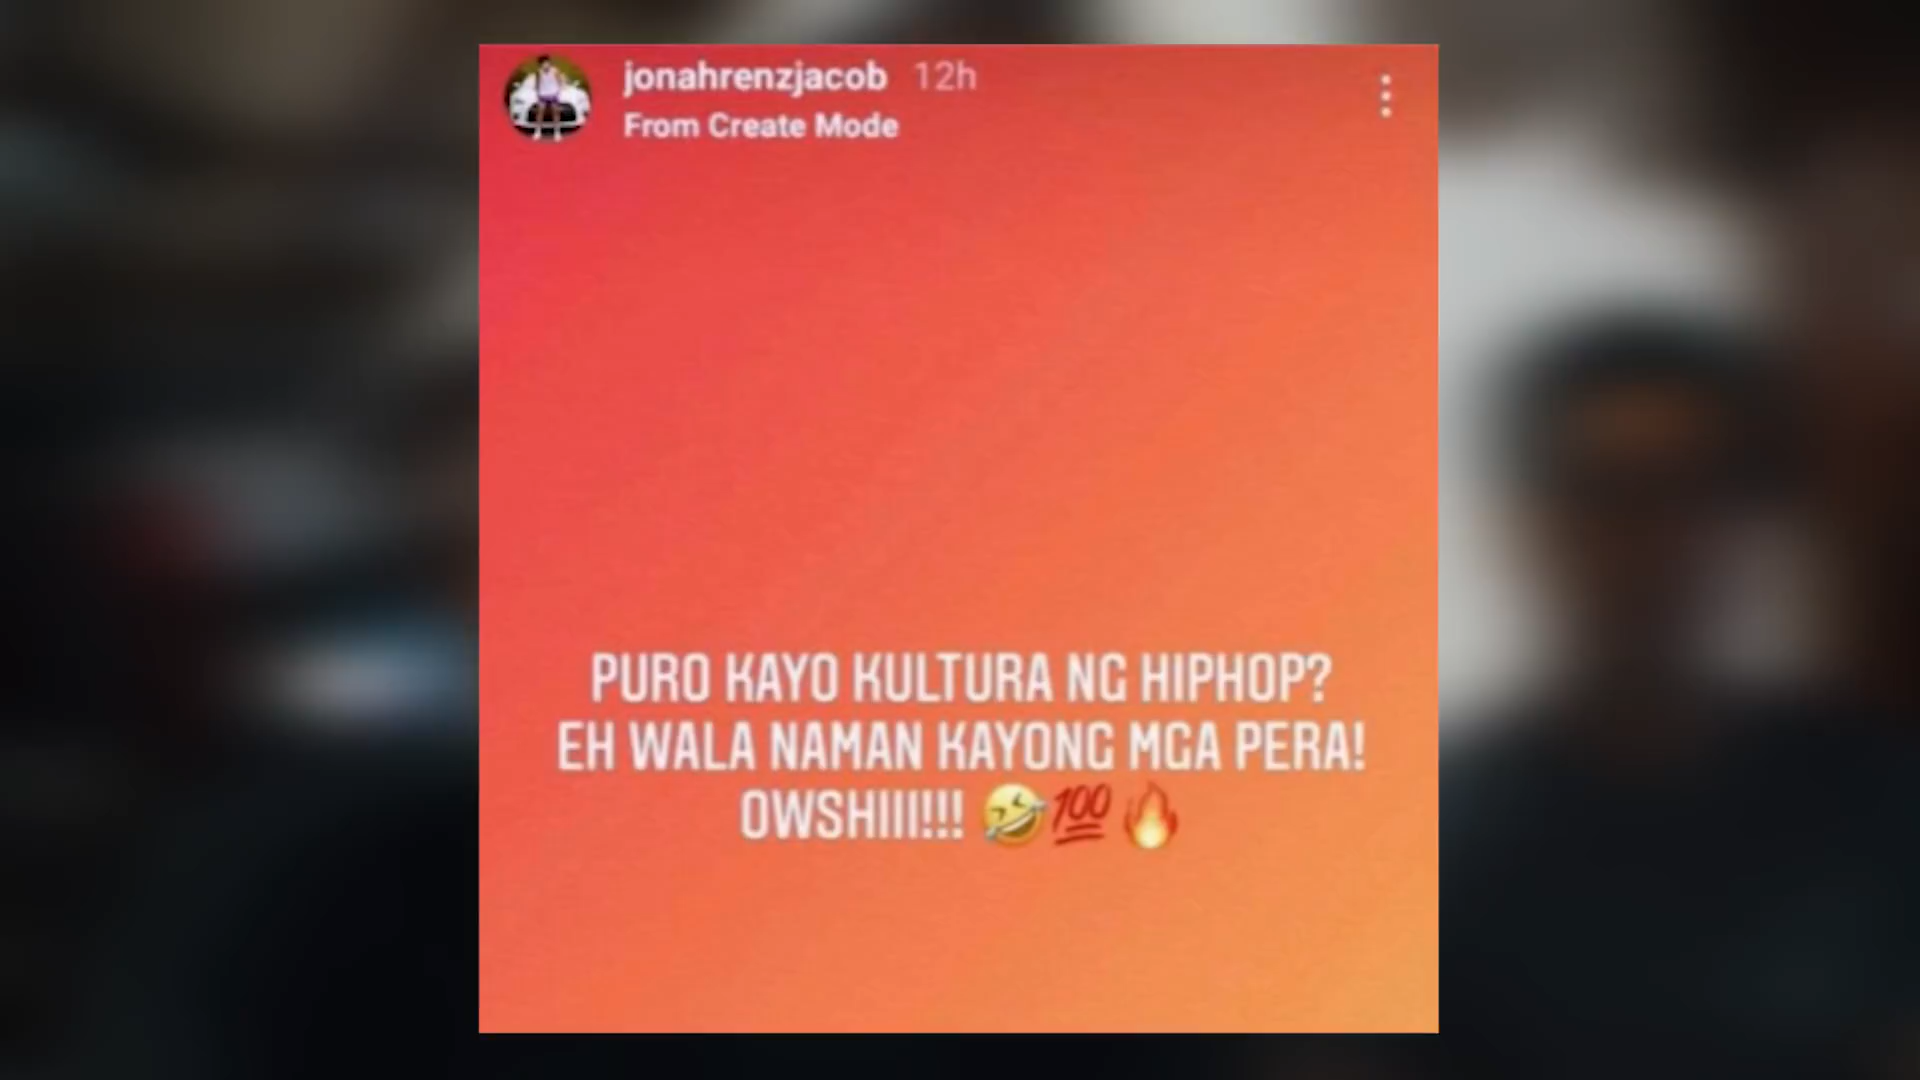 jonahrenzjacob 12h
From Create Mode
PURO KAYO KULTURA NG HIPHOP?
EH WALA NAMAN KAYONG MGA PERA!
OWSHIII!!! 🤣💯🔥